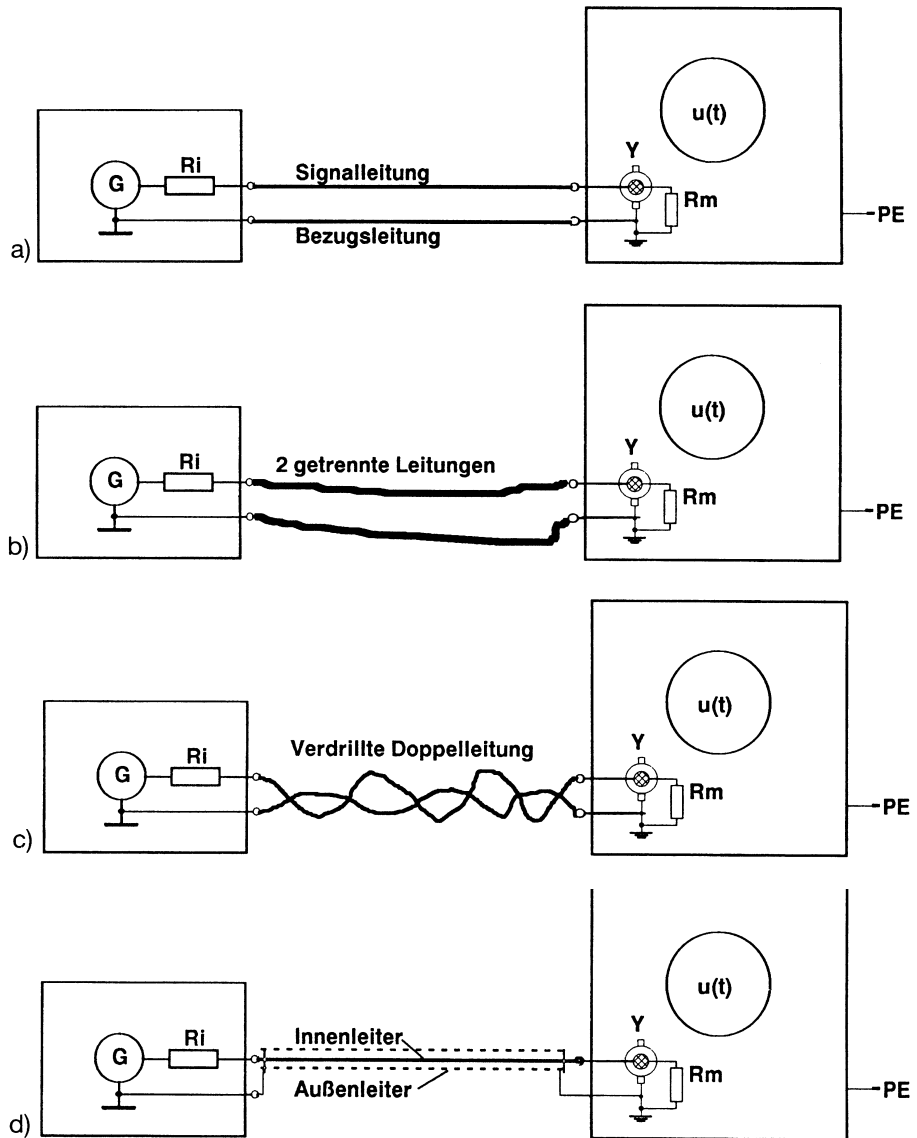 u(t)
Y
Ri
G
Signalleitung
Rm
PE
Bezugsleitung
a)
u(t)
Y
2 getrennte Leitungen
Ri
G
Rm
PE
b)
u(t)
Verdrillte Doppelleitung
Y
Ri
G
Rm
PE
c)
u(t)
Y
Ri
Innenleiter
G
Rm
Außenleiter
PE
d)